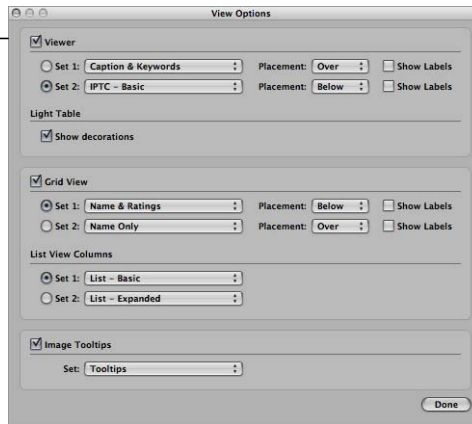 View Options
Viewer
Set 1: Caption & Keywords Placement: Over Show Labels
Set 2: IPTC – Basic Placement: Below Show Labels
Light Table
Show decorations
Grid View
Set 1: Name & Ratings Placement: Below Show Labels
Set 2: Name Only Placement: Over Show Labels
List View Columns
Set 1: List – Basic
Set 2: List – Expanded
Image Tooltips
Set: Tooltips
Done